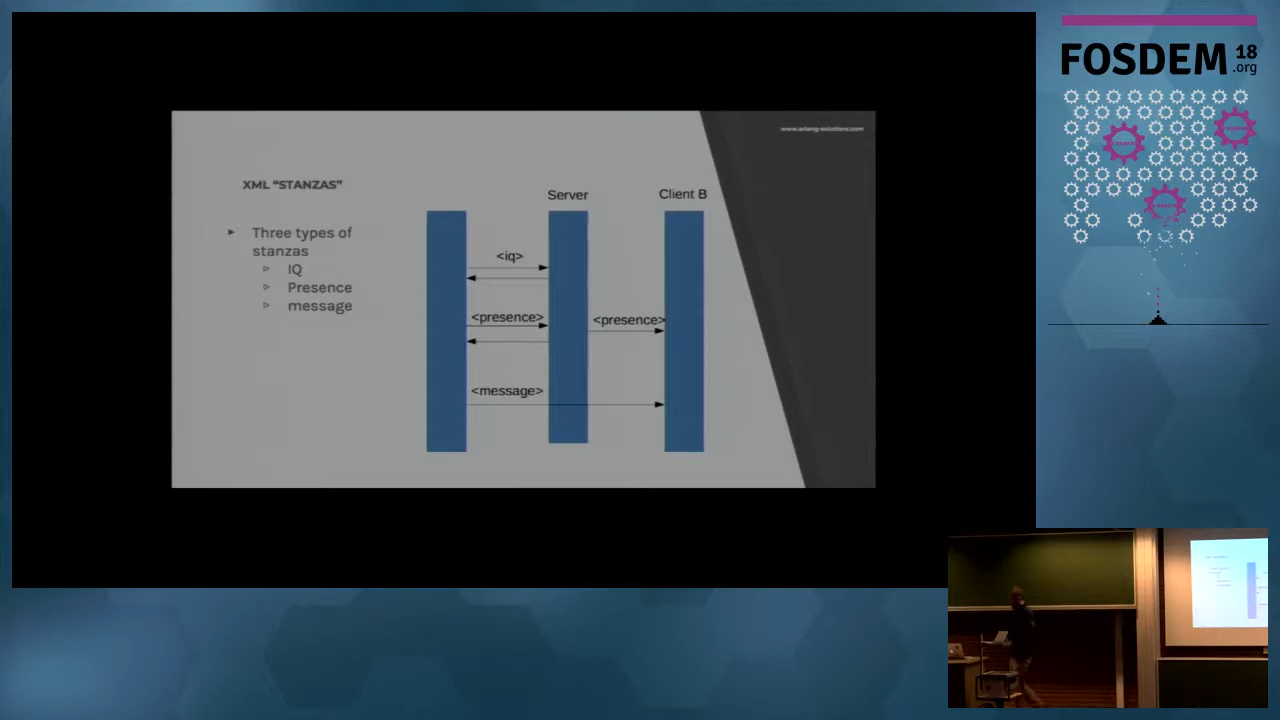 FOSDEM 18
.org
www.erlang-solutions.com
XML “STANZAS”
Three types of
stanzas
IQ
Presence
message
Server
Client B
<iq>
<presence>
<presence>
<message>